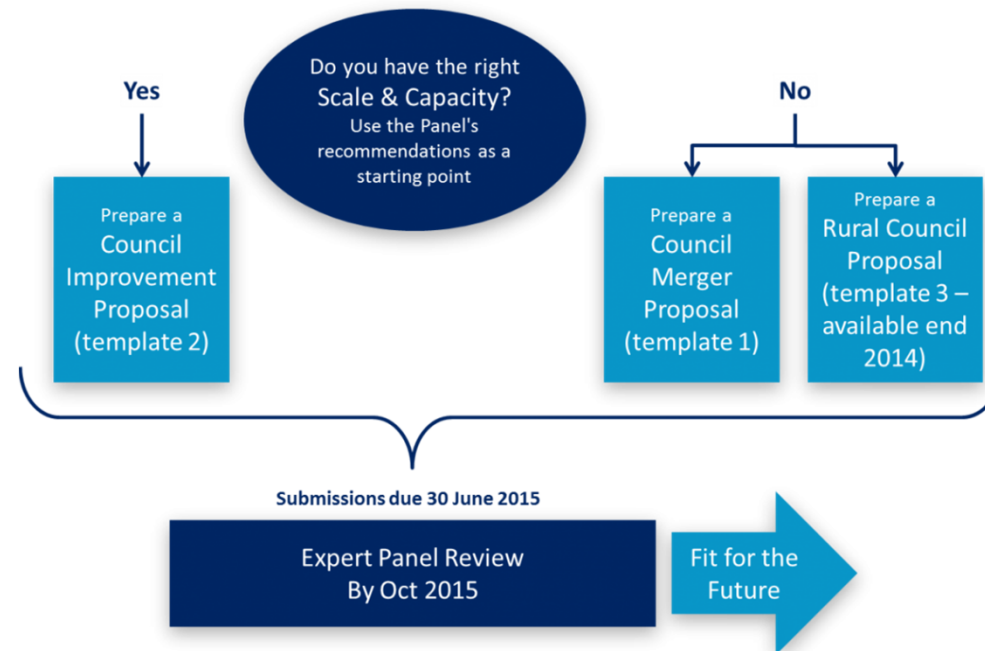 Do you have the right
Scale & Capacity?
Use the Panel's
recommendations as a
starting point
Yes
No
Prepare a
Council
Improvement
Proposal
(template 2)
Prepare a
Council
Merger
Proposal
(template 1)
Prepare a
Rural Council
Proposal
(template 3 –
available end
2014)
Submissions due 30 June 2015
Expert Panel Review
By Oct 2015
Fit for the
Future